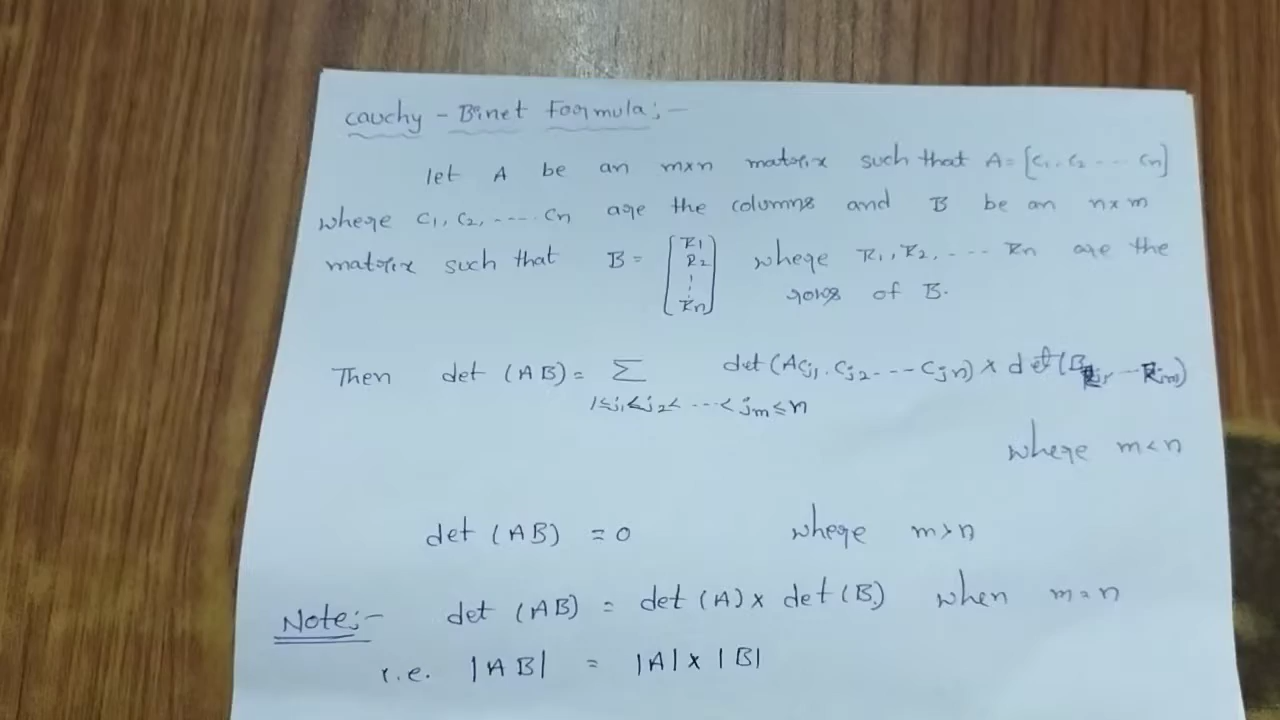 Cauchy - Binet Formula:-
let A be an m×n matrix such that A = [C1. C2 ... Cn]
where C1, C2, ---- Cn are the columns and B be an n×m
matrix such that B = [R1 R2 ⋮ Rn] where R1, R2, ---- Rn are the
rows of B.
Then det (AB) = Σ det (ACj1. Cj2 --- Cjn) × det (B
1≤j1≤j2< ---< jm≤n
where m<n
det (AB) = 0 where m>n
Note:- det (AB) = det (A) × det (B) when m=n
i.e. |AB| = |A| × |B|